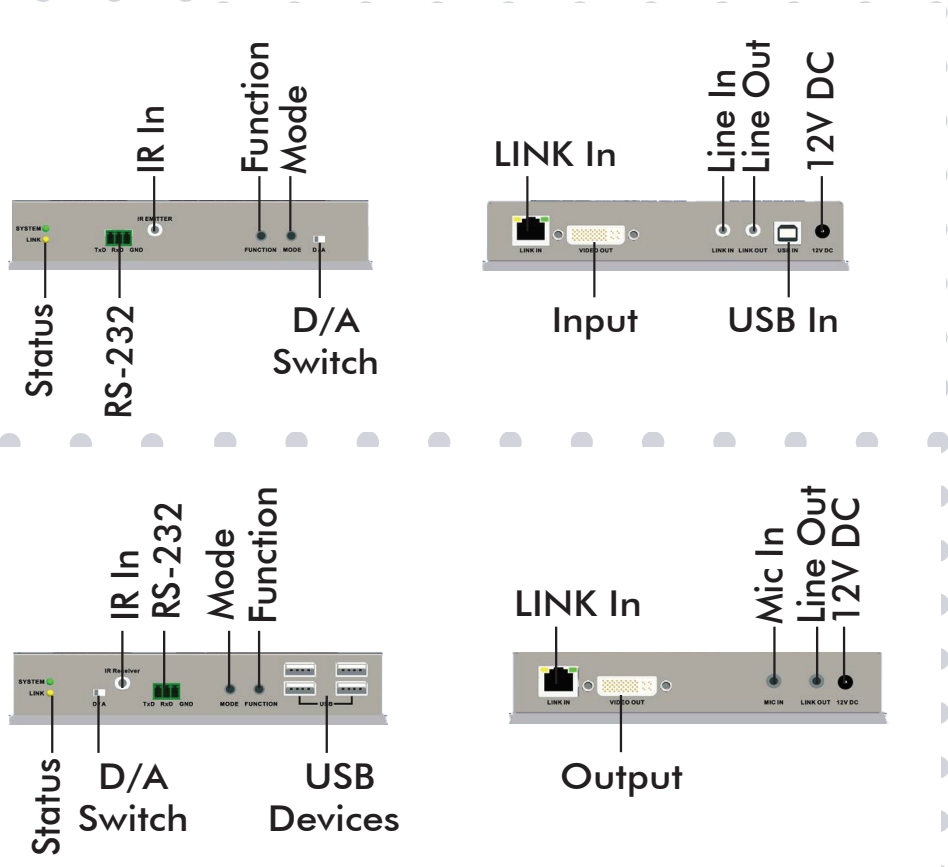 IR In
Function
Mode
SYSTEM
LINK
IR EMITTER
TxD RxD GND
FUNCTION MODE
D/A
Status
RS-232
D/A
Switch
LINK In
Line In
Line Out
12V DC
LINK IN
VIDEO OUT
LINK IN LINK OUT USB IN 12V DC
Input
USB In
IR In
RS-232
Mode
Function
SYSTEM
LINK
IR Receiver
D/A
TxD RxD GND
MODE FUNCTION
USB
Status
D/A
Switch
USB
Devices
LINK In
Mic In
Line Out
12V DC
LINK IN
VIDEO OUT
MIC IN LINK OUT 12V DC
Output